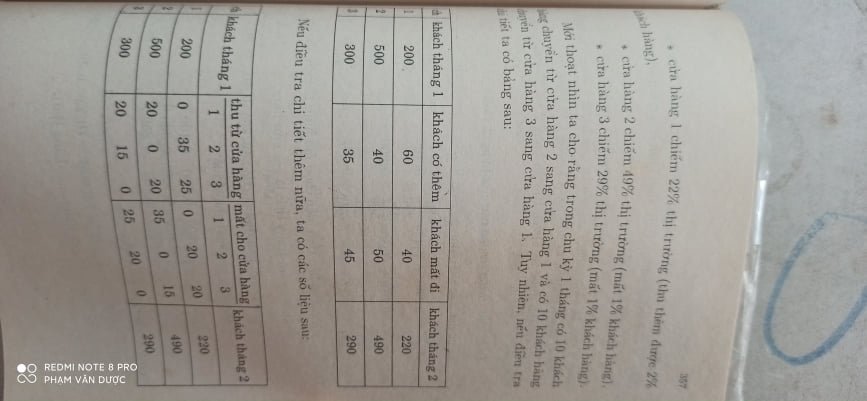 357
* cửa hàng 1 chiếm 22% thị trường (thu thêm được 2%
khách hàng),
* cửa hàng 2 chiếm 49% thị trường (mất 1% khách hàng),
* cửa hàng 3 chiếm 29% thị trường (mất 1% khách hàng).
Mới thoạt nhìn ta cho rằng trong chu kỳ 1 tháng có 10 khách
hàng chuyển từ cửa hàng 2 sang cửa hàng 1 và có 10 khách hàng
chuyển từ cửa hàng 3 sang cửa hàng 1. Tuy nhiên, nếu điều tra
chi tiết ta có bảng sau:
khách tháng 1 khách có thêm khách mất đi khách tháng 2
1 200 60 40 220
2 500 40 50 490
3 300 35 45 290
Nếu điều tra chi tiết thêm nữa, ta có các số liệu sau:
khách tháng 1 thu từ cửa hàng mất cho cửa hàng khách tháng 2
1 2 3 1 2 3
1 200 0 35 25 0 20 20 220
2 500 20 0 20 35 0 15 490
3 300 20 15 0 25 20 0 290
REDMI NOTE 8 PRO
PHẠM VĂN DƯỢC